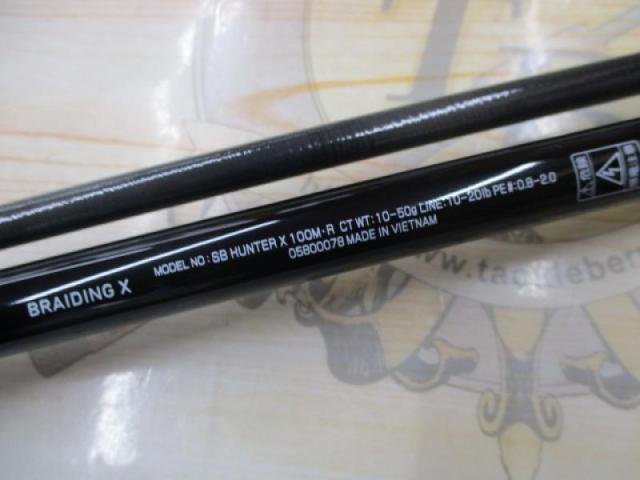 BRAIDING X
MODEL NO: SB HUNTER X 100M·R CT WT: 10-50g LINE: 10-20lb PE#:0.8-2.0
05800078 MADE IN VIETNAM